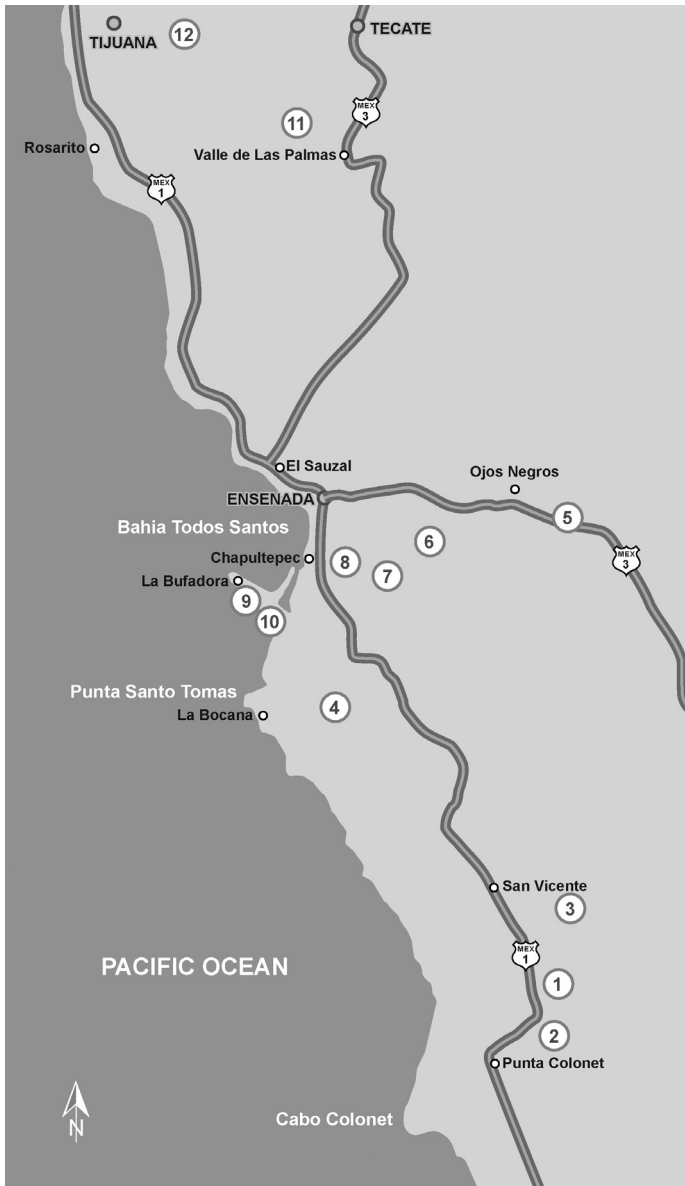 12
TIJUANA
TECATE
MEX
3
11
Rosarito
Valle de Las Palmas
MEX
1
El Sauzal
Ojos Negros
ENSENADA
5
Bahia Todos Santos
6
Chapultepec
8
MEX
3
7
La Bufadora
9
10
Punta Santo Tomas
4
La Bocana
San Vicente
3
MEX
1
PACIFIC OCEAN
1
2
Punta Colonet
Cabo Colonet
N